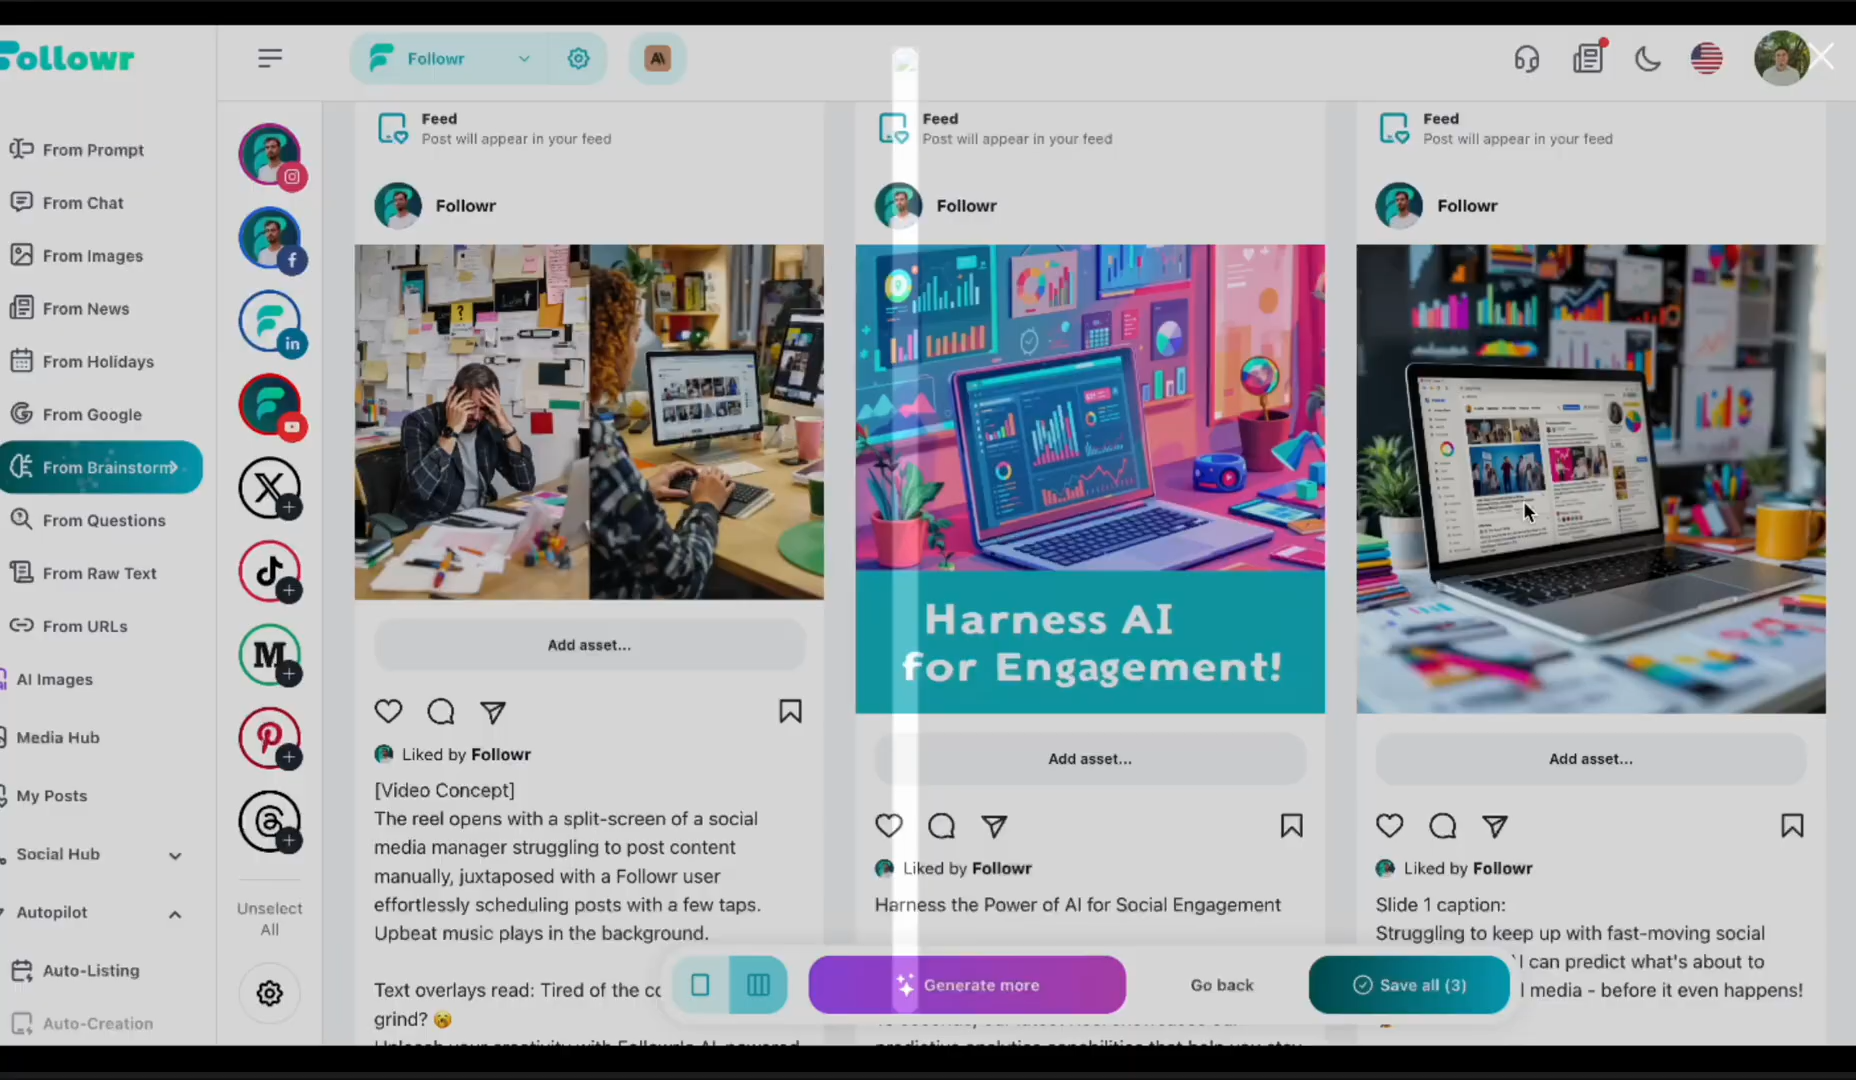 Followr
From Prompt
From Chat
From Images
From News
From Holidays
From Google
From Brainstorm
From Questions
From Raw Text
From URLs
AI Images
Media Hub
My Posts
Social Hub
Autopilot
Auto-Listing
Auto-Creation
Followr
Unselect
All
Feed
Post will appear in your feed
Followr
Add asset...
Liked by Followr
[Video Concept]
The reel opens with a split-screen of a social
media manager struggling to post content
manually, juxtaposed with a Followr user
effortlessly scheduling posts with a few taps.
Upbeat music plays in the background.
Text overlays read: Tired of the
grind? 😫
Feed
Post will appear in your feed
Followr
Harness AI
for Engagement!
Add asset...
Liked by Followr
Harness the Power of AI for Social Engagement
Feed
Post will appear in your feed
Followr
Add asset...
Liked by Followr
Slide 1 caption:
Struggling to keep up with fast-moving social
can predict what's about to
media - before it even happens!
Generate more
Go back
Save all (3)